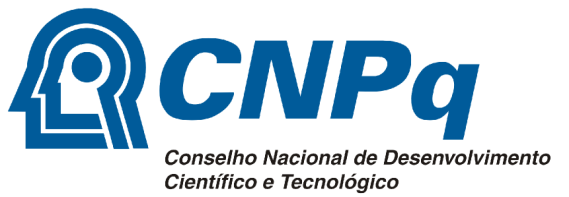 CNPq
Conselho Nacional de Desenvolvimento
Científico e Tecnológico